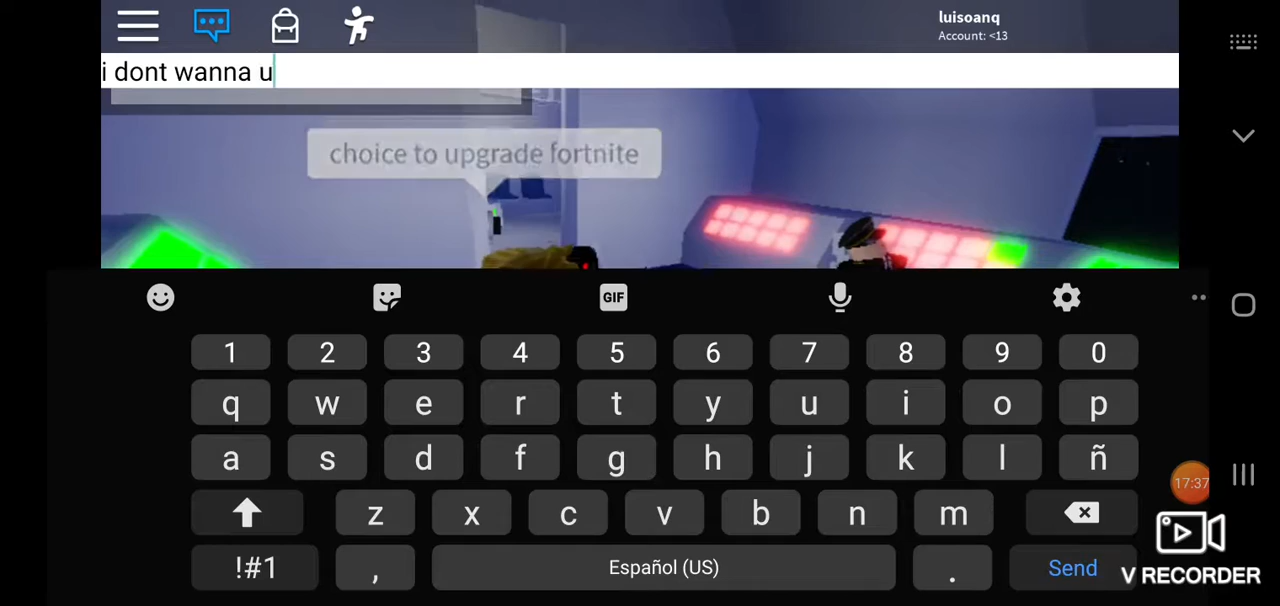 luisoanq
Account: <13
i dont wanna u
choice to upgrade fortnite
GIF
1 2 3 4 5 6 7 8 9 0
q w e r t y u i o p
a s d f g h j k l ñ
z x c v b n m
17:37
!#1 , Español (US) . Send
V RECORDER